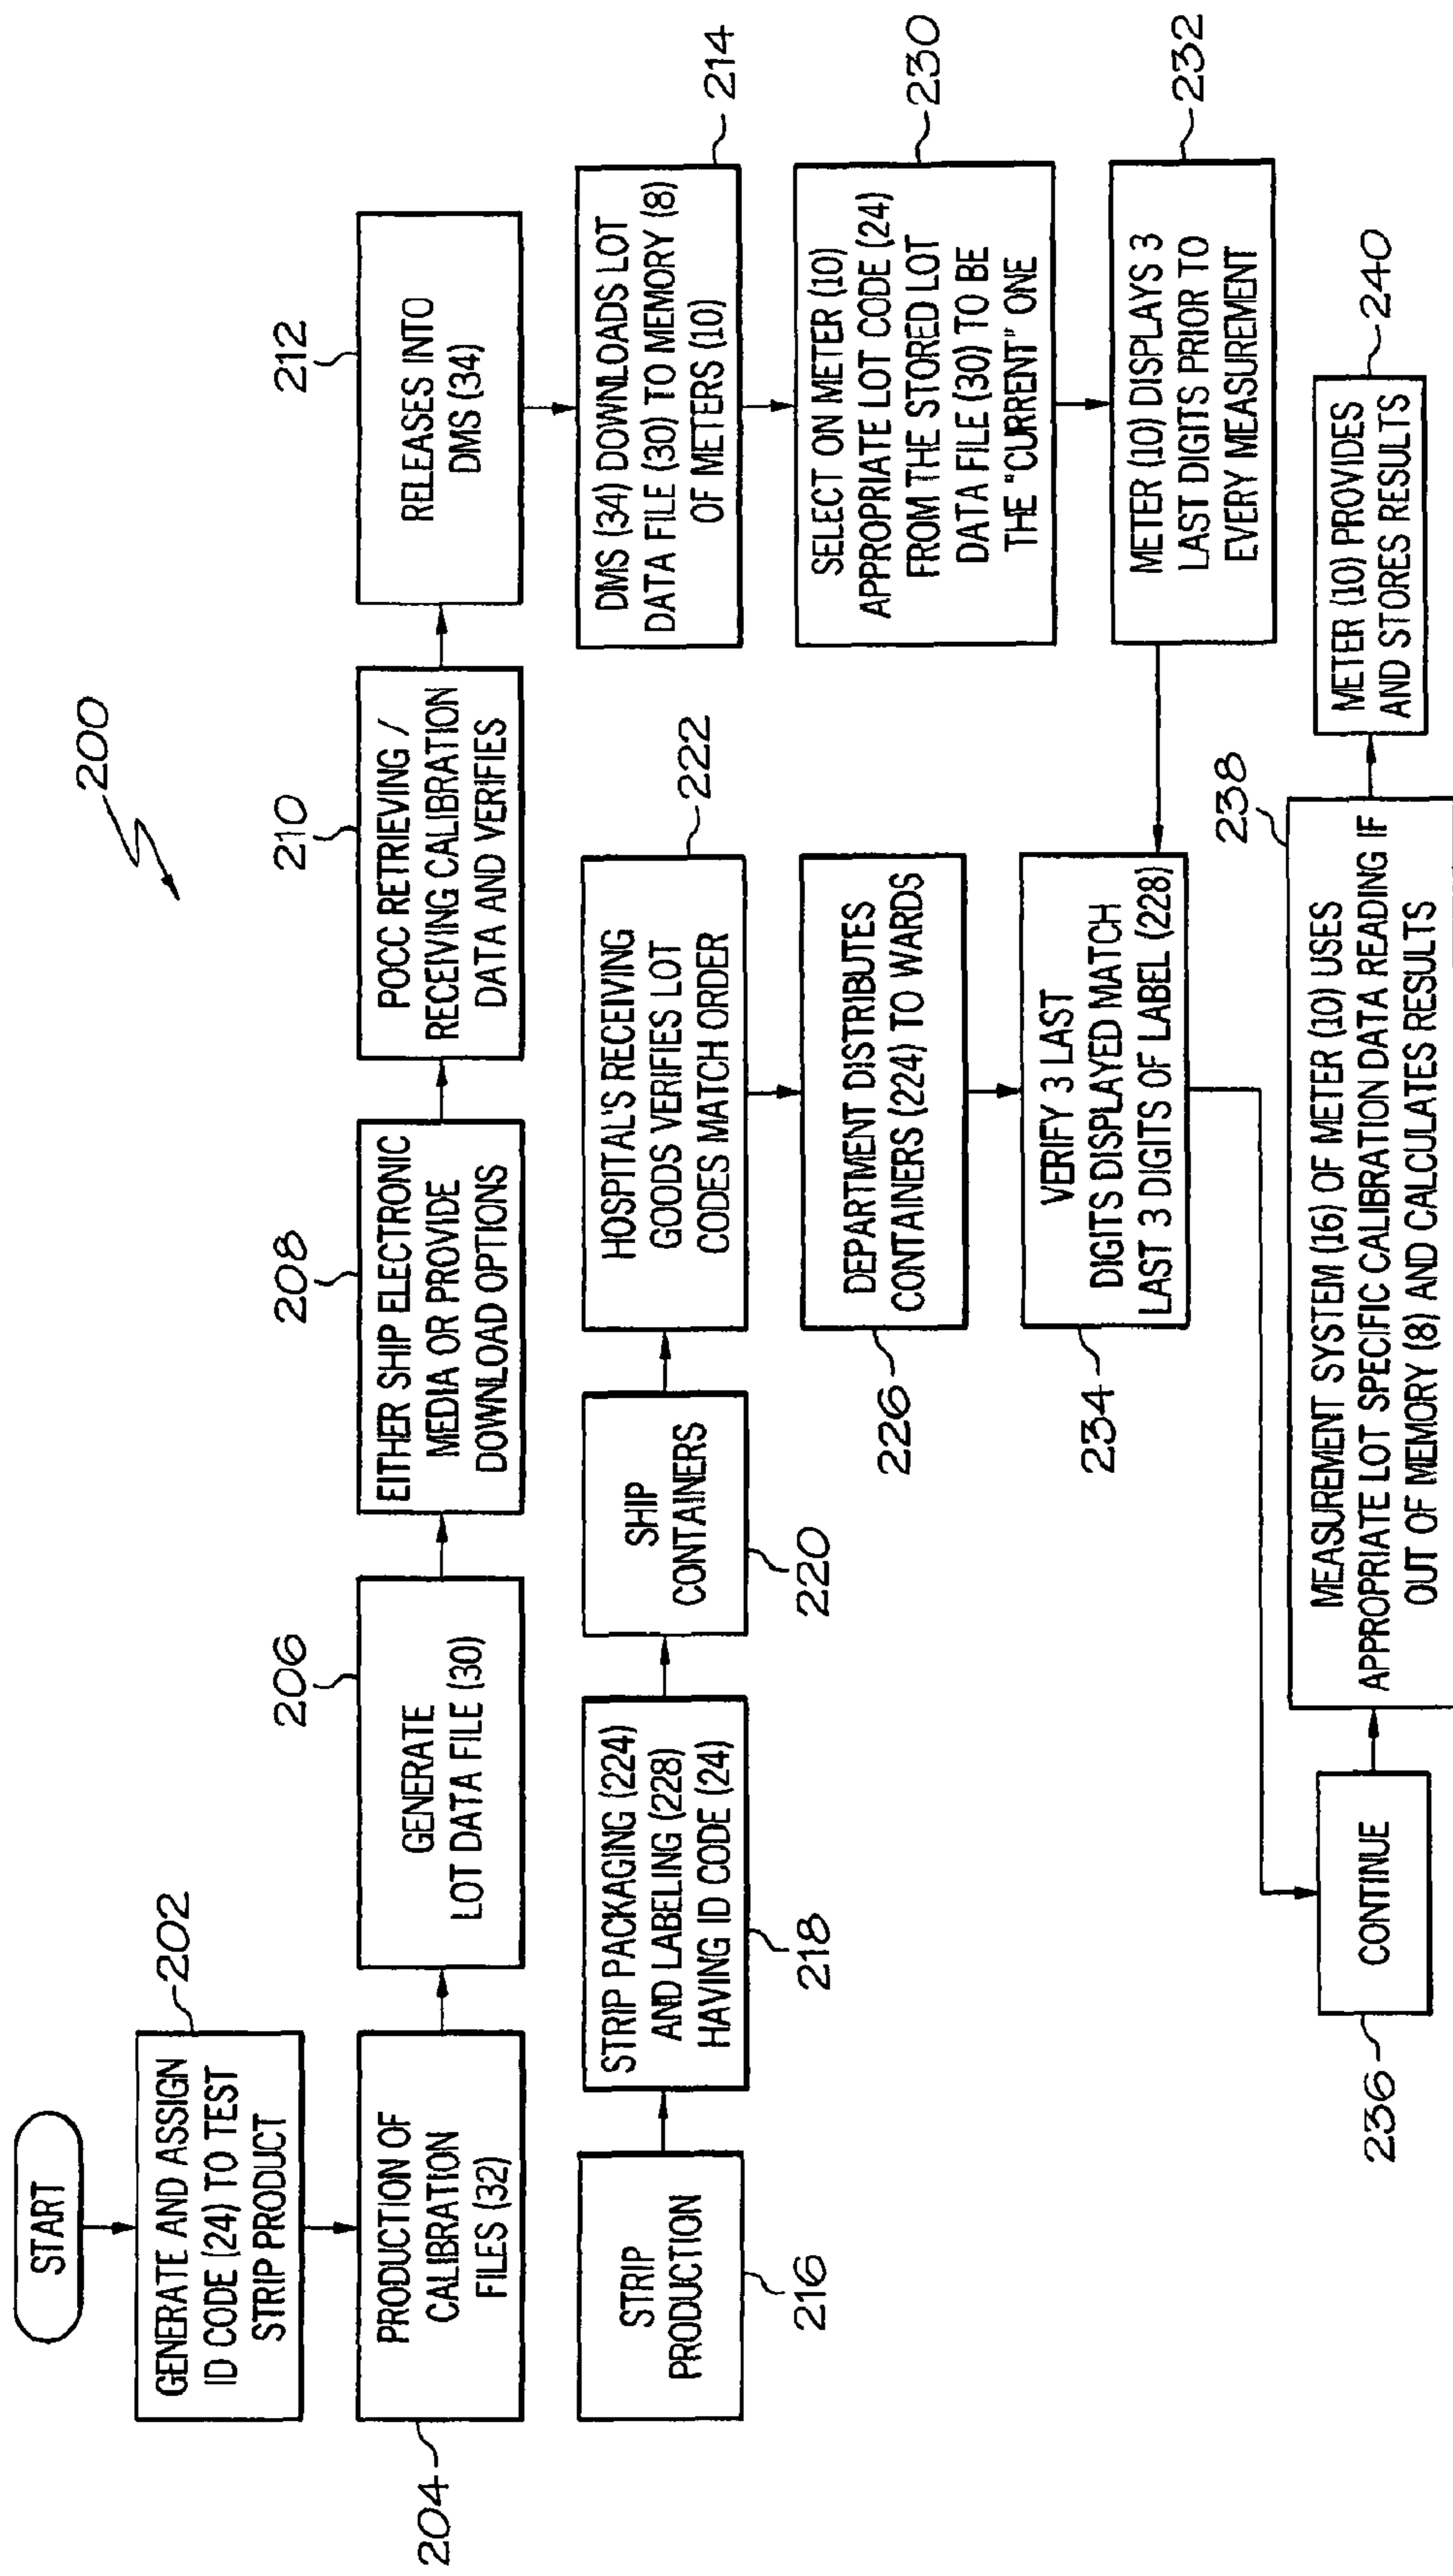 200
START
GENERATE AND ASSIGN
ID CODE (24) TO TEST
STRIP PRODUCT
202
PRODUCTION OF
CALIBRATION
FILES (32)
204
GENERATE
LOT DATA FILE (30)
206
EITHER SHIP ELECTRONIC
MEDIA OR PROVIDE
DOWNLOAD OPTIONS
208
POCC RETRIEVING /
RECEIVING CALIBRATION
DATA AND VERIFIES
210
RELEASES INTO
DMS (34)
212
DMS (34) DOWNLOADS LOT
DATA FILE (30) TO MEMORY (8)
OF METERS (10)
214
STRIP
PRODUCTION
216
STRIP PACKAGING (224)
AND LABELING (228)
HAVING ID CODE (24)
218
SHIP
CONTAINERS
220
HOSPITAL'S RECEIVING
GOODS VERIFIES LOT
CODES MATCH ORDER
222
DEPARTMENT DISTRIBUTES
CONTAINERS (224) TO WARDS
226
SELECT ON METER (10)
APPROPRIATE LOT CODE (24)
FROM THE STORED LOT
DATA FILE (30) TO BE
THE "CURRENT" ONE
230
METER (10) DISPLAYS 3
LAST DIGITS PRIOR TO
EVERY MEASUREMENT
232
VERIFY 3 LAST
DIGITS DISPLAYED MATCH
LAST 3 DIGITS OF LABEL (228)
234
CONTINUE
236
MEASUREMENT SYSTEM (16) OF METER (10) USES
APPROPRIATE LOT SPECIFIC CALIBRATION DATA READING IF
OUT OF MEMORY (8) AND CALCULATES RESULTS
238
METER (10) PROVIDES
AND STORES RESULTS
240